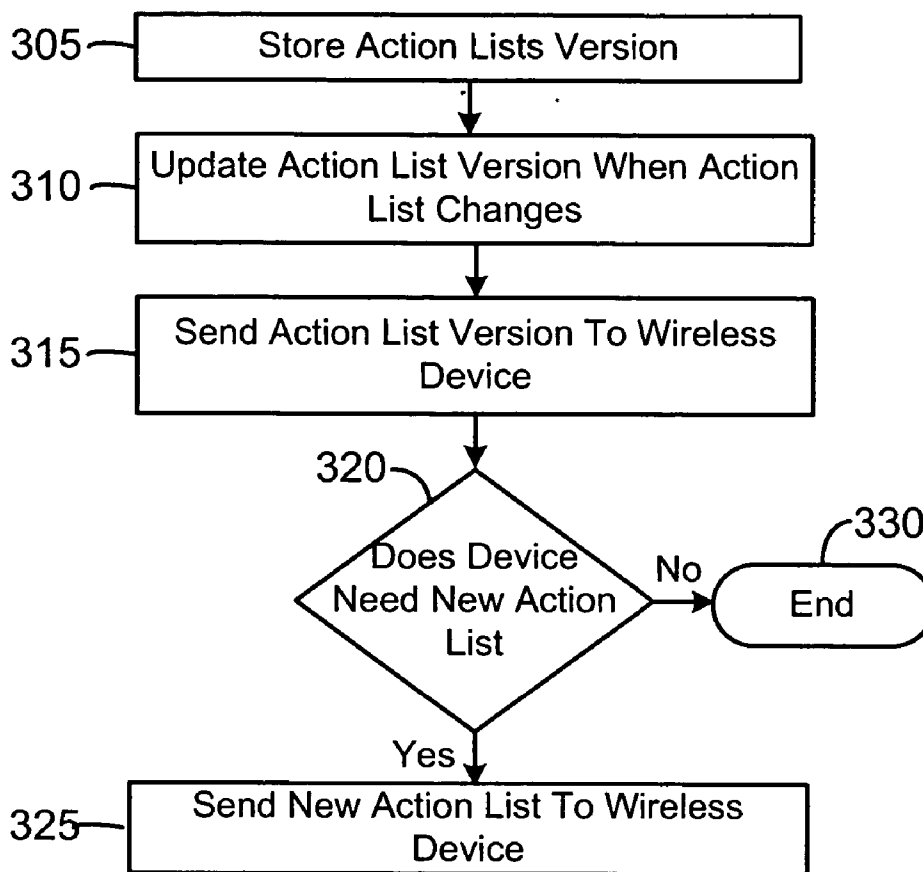 305
Store Action Lists Version
310
Update Action List Version When Action
List Changes
315
Send Action List Version To Wireless
Device
320
Does Device
Need New Action
List
No
330
End
Yes
325
Send New Action List To Wireless
Device